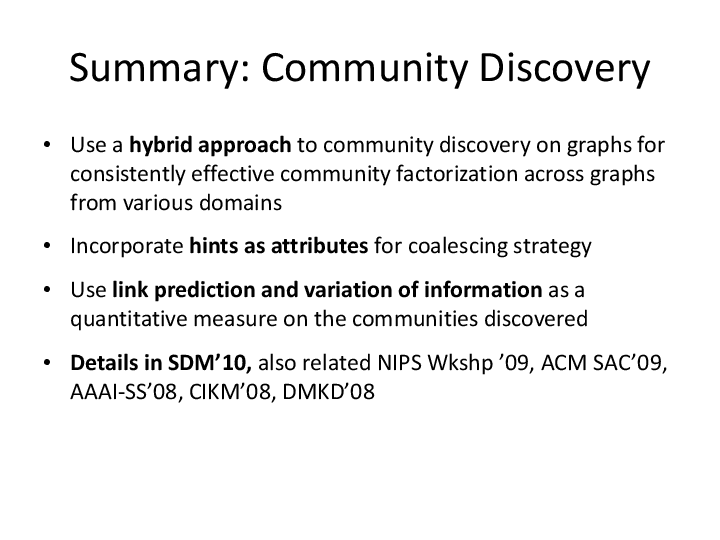 Summary: Community Discovery
• Use a hybrid approach to community discovery on graphs for
consistently effective community factorization across graphs
from various domains
• Incorporate hints as attributes for coalescing strategy
• Use link prediction and variation of information as a
quantitative measure on the communities discovered
• Details in SDM’10, also related NIPS Wkshp ’09, ACM SAC’09,
AAAI-SS’08, CIKM’08, DMKD’08